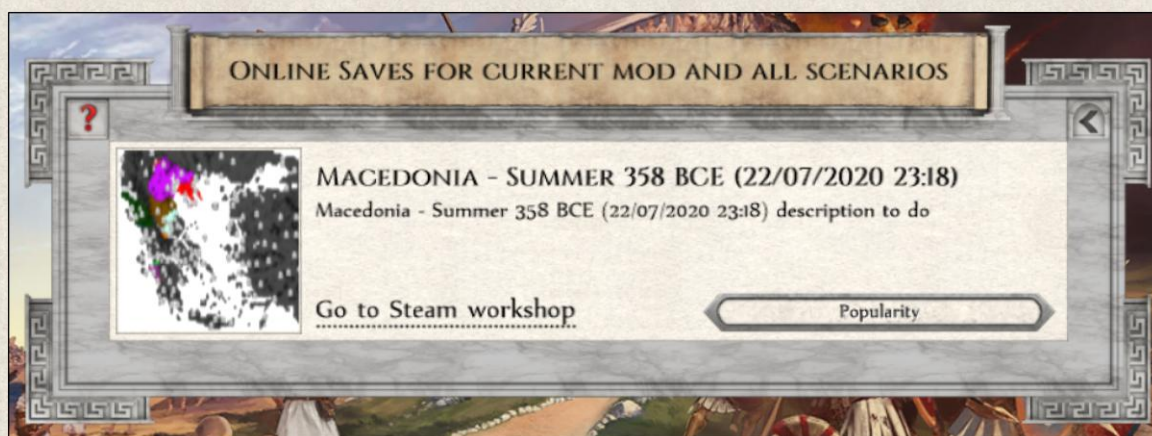 Online Saves for current mod and all scenarios
?
Macedonia - Summer 358 BCE (22/07/2020 23:18)
Macedonia - Summer 358 BCE (22/07/2020 23:18) description to do
Go to Steam workshop
Popularity